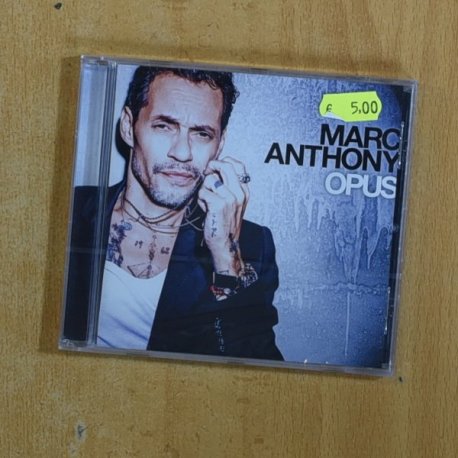 € 5,00
MARC
ANTHONY
OPUS